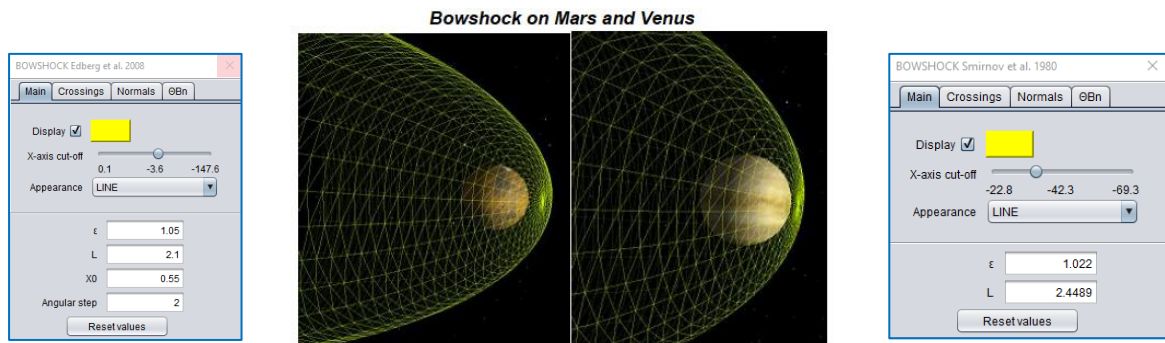 Bowshock on Mars and Venus
BOWSHOCK Edberg et al. 2008
Main Crossings Normals ΘBn
Display
X-axis cut-off
0.1 -3.6 -147.6
Appearance LINE
ε 1.05
L 2.1
X0 0.55
Angular step 2
Reset values
BOWSHOCK Smirnov et al. 1980
Main Crossings Normals ΘBn
Display
X-axis cut-off
-22.8 -42.3 -69.3
Appearance LINE
ε 1.022
L 2.4489
Reset values